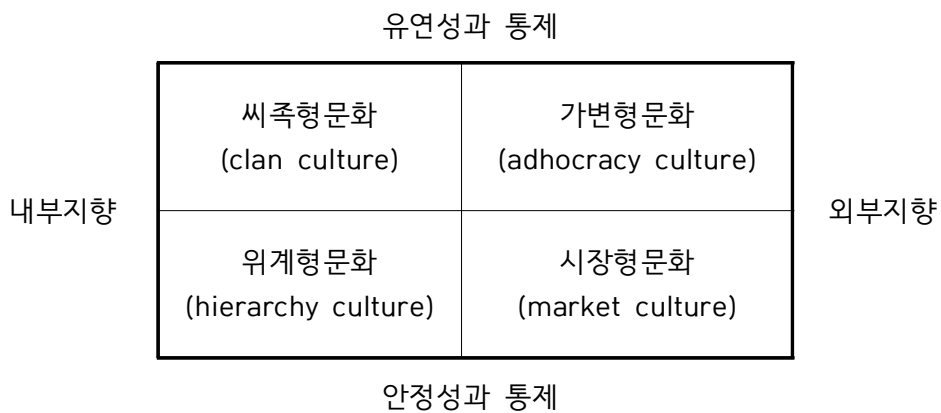 유연성과 통제
씨족형문화
(clan culture)
가변형문화
(adhocracy culture)
내부지향
외부지향
위계형문화
(hierarchy culture)
시장형문화
(market culture)
안정성과 통제